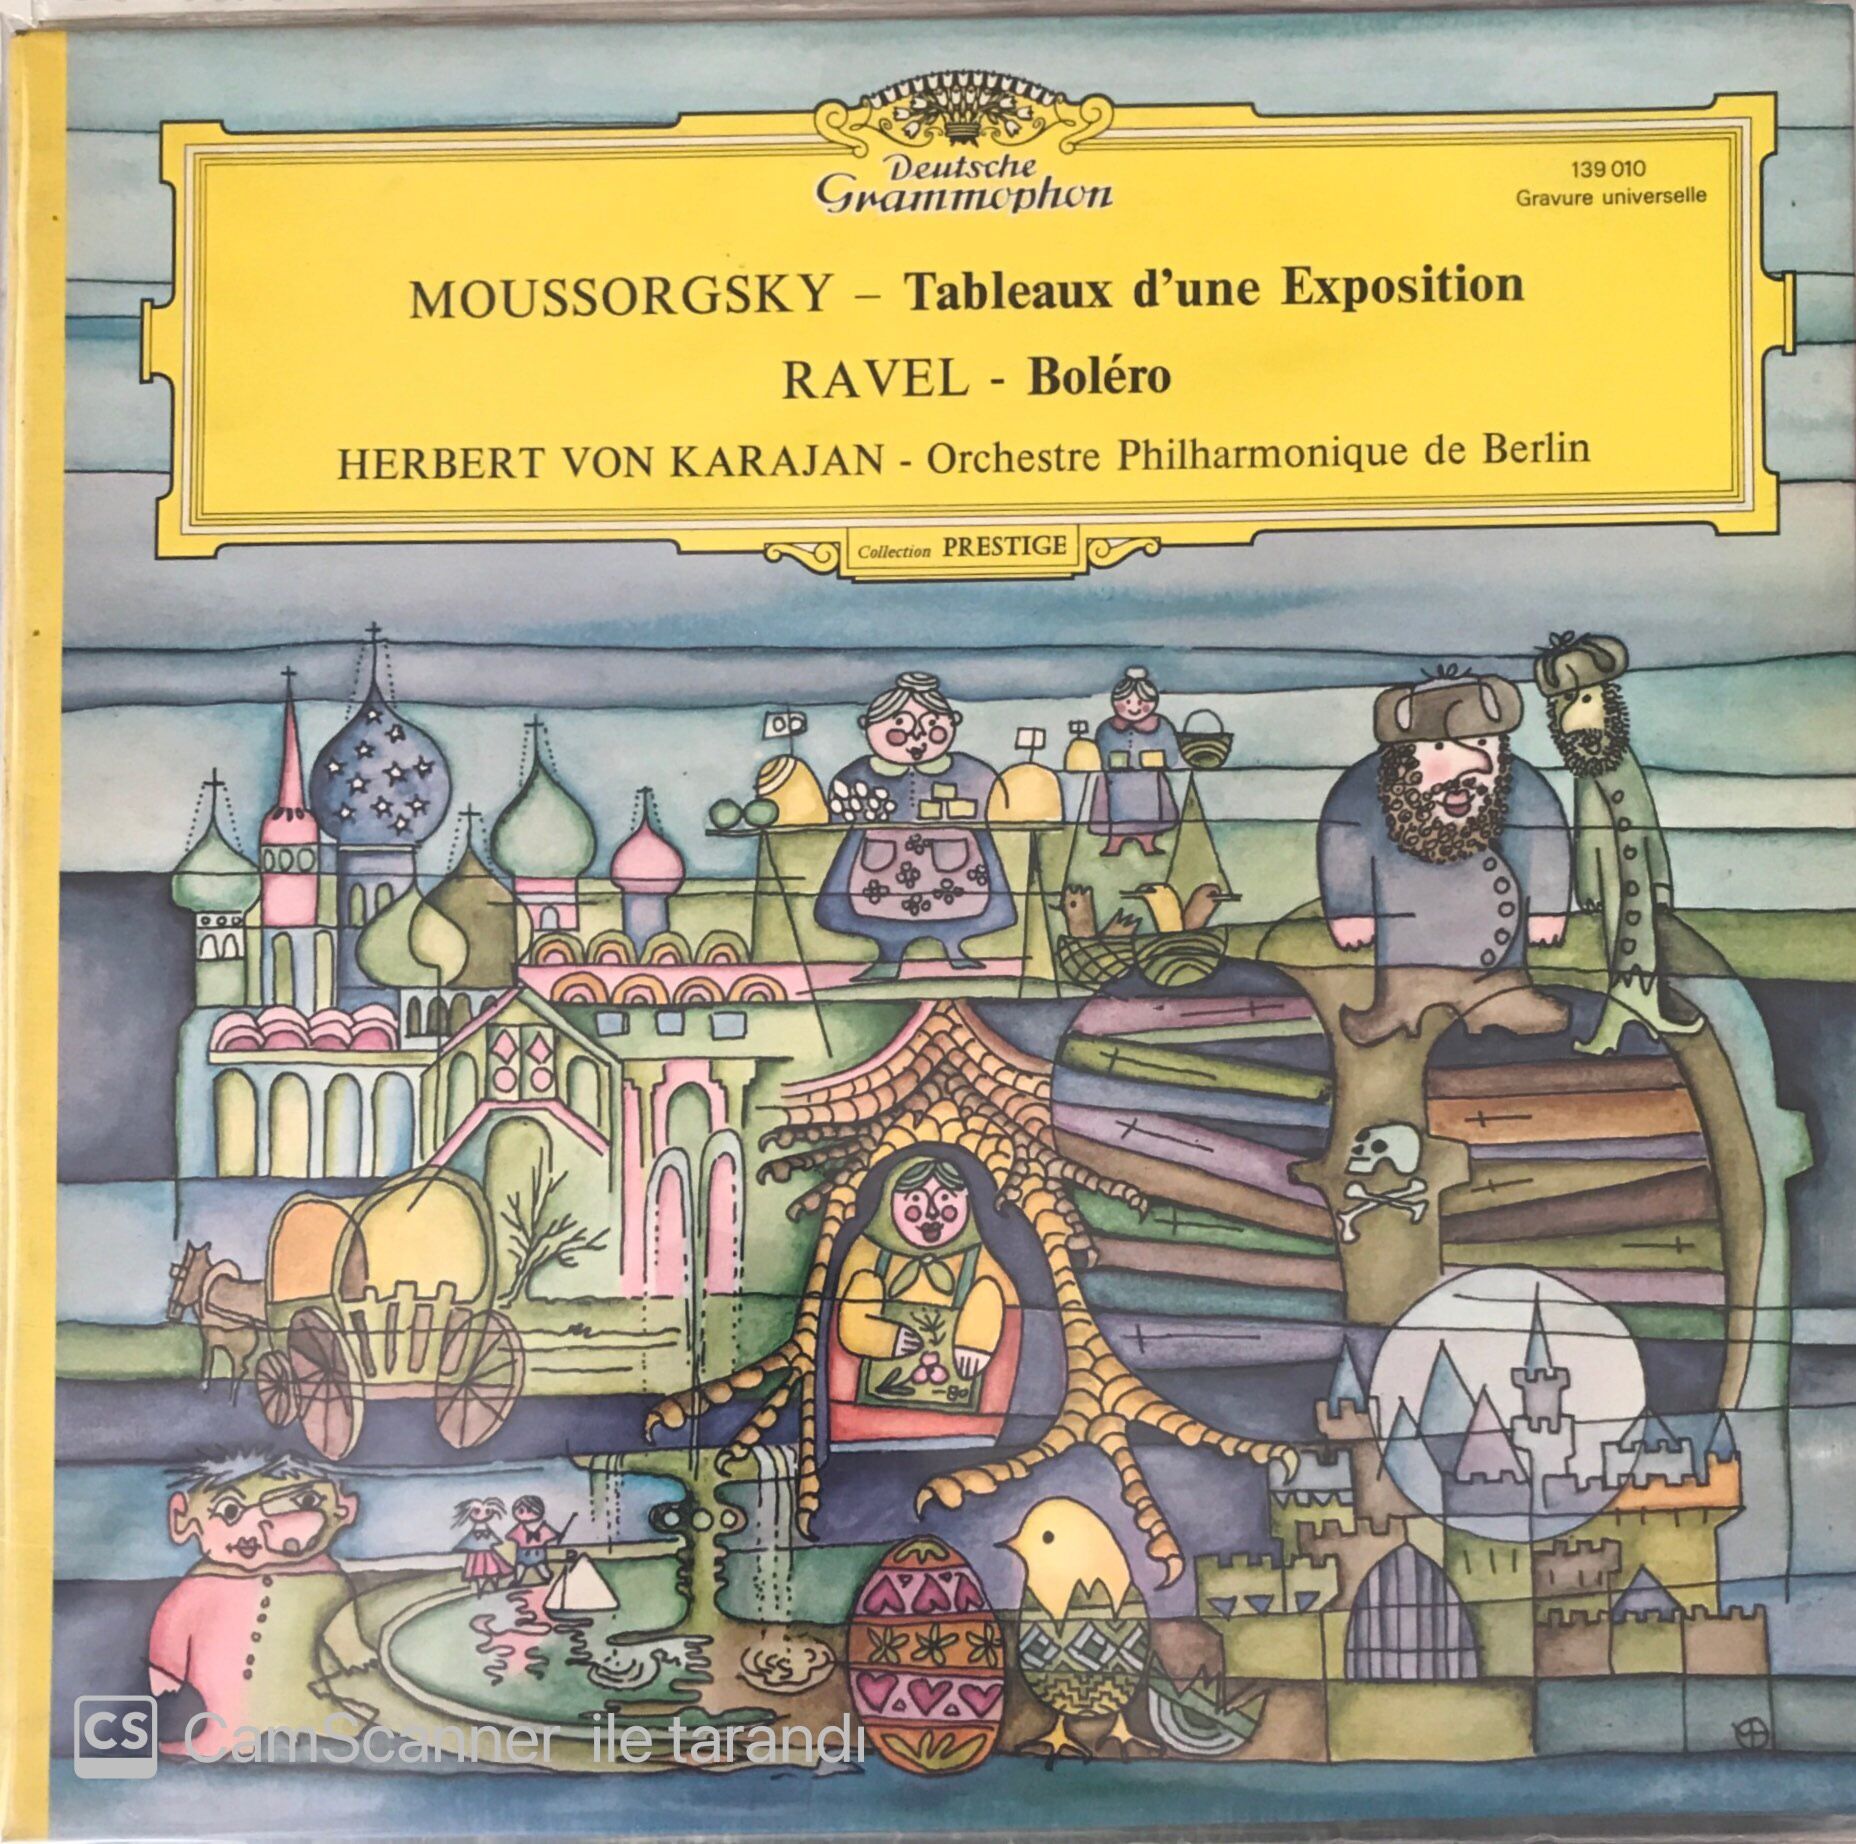 Deutsche
Grammophon
139 010
Gravure universelle
MOUSSORGSKY – Tableaux d'une Exposition
RAVEL - Boléro
HERBERT VON KARAJAN - Orchestre Philharmonique de Berlin
Collection PRESTIGE
CS CamScanner ile tarandı